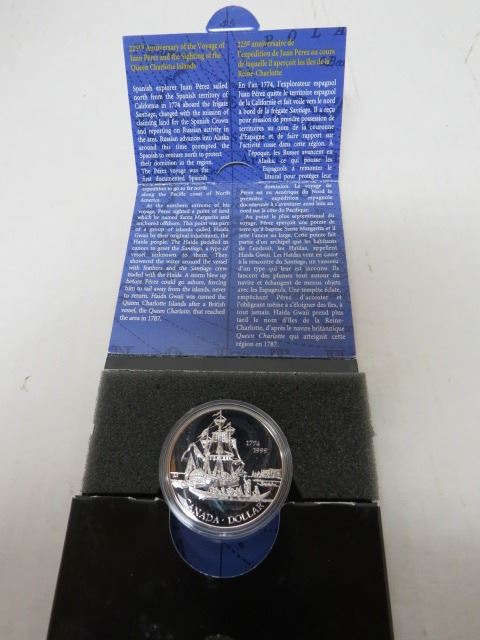 225th Anniversary of the Voyage of
Juan Pérez and the Sighting of the
Queen Charlotte Islands
Spanish explorer Juan Pérez sailed
north from the Spanish territory of
California in 1774 aboard the frigate
Santiago, charged with the mission of
claiming land for the Spanish Crown
and reporting on Russian activity in
the area. Russian advances into Alaska
around this time prompted the
Spanish to venture north to protect
their dominion in the region.
The Pérez voyage was the
first documented Spanish
expedition to go so far north
along the Pacific coast of North
America.
At the northern extreme of his
voyage, Pérez sighted a point of land
which he named Santa Margarita and
anchored offshore. This point was part
of a group of islands called Haida
Gwaii by their original inhabitants, the
Haida people. The Haida peddled in
canoes to greet the Santiago, a type of
vessel unknown to them. They
showered the water around the vessel
with feathers and the Santiago crew
traded with the Haida. A storm blew up
before Pérez could go ashore, forcing
him to sail away from the islands, never
to return. Haida Gwaii was named the
Queen Charlotte Islands after a British
vessel, the Queen Charlotte, that reached
the area in 1787.
225e anniversaire de
l'expédition de Juan Pérez au cours
de laquelle il aperçoit les îles de la
Reine-Charlotte
En l'an 1774, l'explorateur espagnol
Juan Pérez quitte le territoire espagnol
de la Californie et fait voile vers le nord
à bord de la frégate Santiago. Il a reçu
pour mission de prendre possession de
territoires au nom de la couronne
d'Espagne et de faire rapport sur
l'activité russe dans cette région. À
l'époque, les Russes avancent en
Alaska, ce qui pousse les
Espagnols à remonter le
littoral pour protéger leur
dominion. Le voyage de
Pérez est en Amérique du Nord la
première expédition espagnole
documentée à s'aventurer aussi loin au
nord sur la côte du Pacifique.
Au point le plus septentrional du
voyage, Pérez aperçoit une pointe de
terre qu'il baptise Santa Margarita et il
jette l'ancre au large. Cette pointe fait
partie d'un archipel que les habitants
de l'endroit, les Haidas, appellent
Haida Gwaii. Les Haidas vont en canot
à la rencontre du Santiago, un vaisseau
d'un type qui leur est inconnu. Ils
lancent des plumes tout autour du
navire et échangent de menus objets
avec les Espagnols. Une tempête éclate,
empêchant Pérez d'accoster et
l'obligeant même à s'éloigner des îles, à
tout jamais. Haida Gwaii prend plus
tard le nom d'îles de la Reine-
Charlotte, d'après le navire britannique
Queen Charlotte qui atteignit cette
région en 1787.
1774
1999
CANADA · DOLLAR